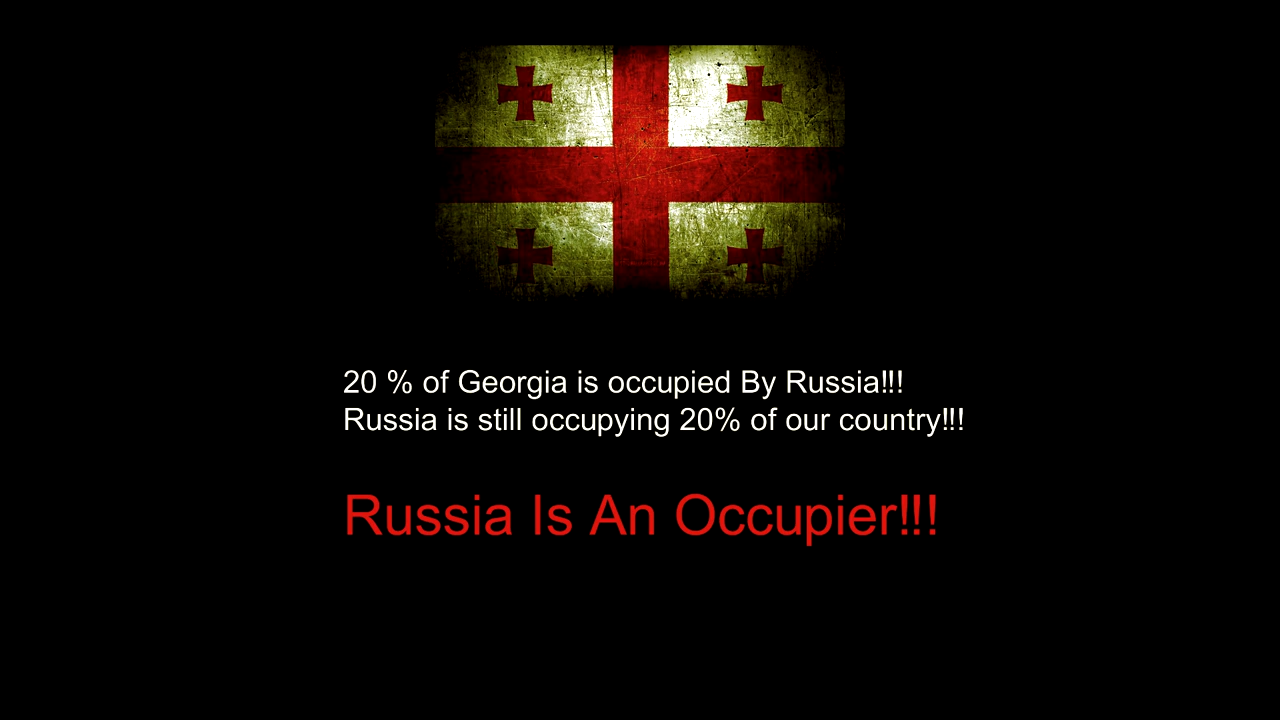 20 % of Georgia is occupied By Russia!!!
Russia is still occupying 20% of our country!!!
Russia Is An Occupier!!!